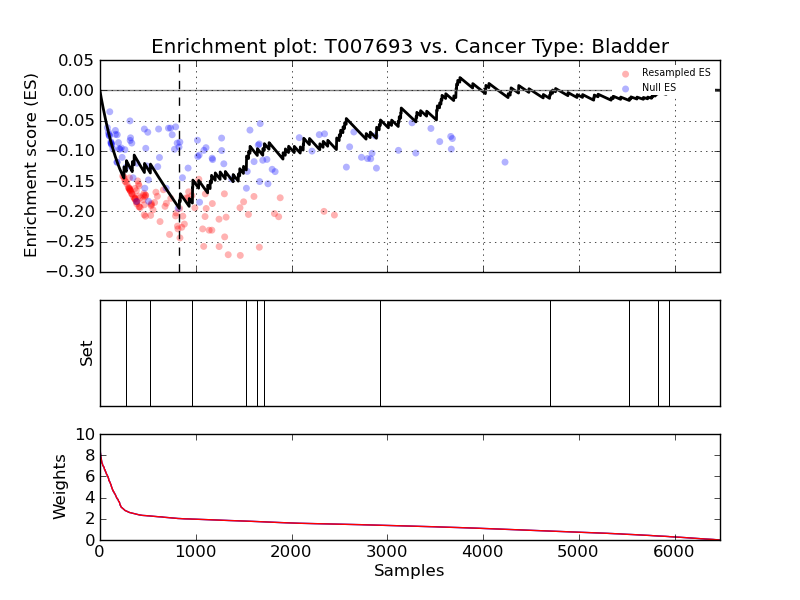 Enrichment plot: T007693 vs. Cancer Type: Bladder
Enrichment score (ES)
0.05
0.00
−0.05
−0.10
−0.15
−0.20
−0.25
−0.30
Resampled ES
Null ES
Set
Weights
10
8
6
4
2
0
0 1000 2000 3000 4000 5000 6000
Samples